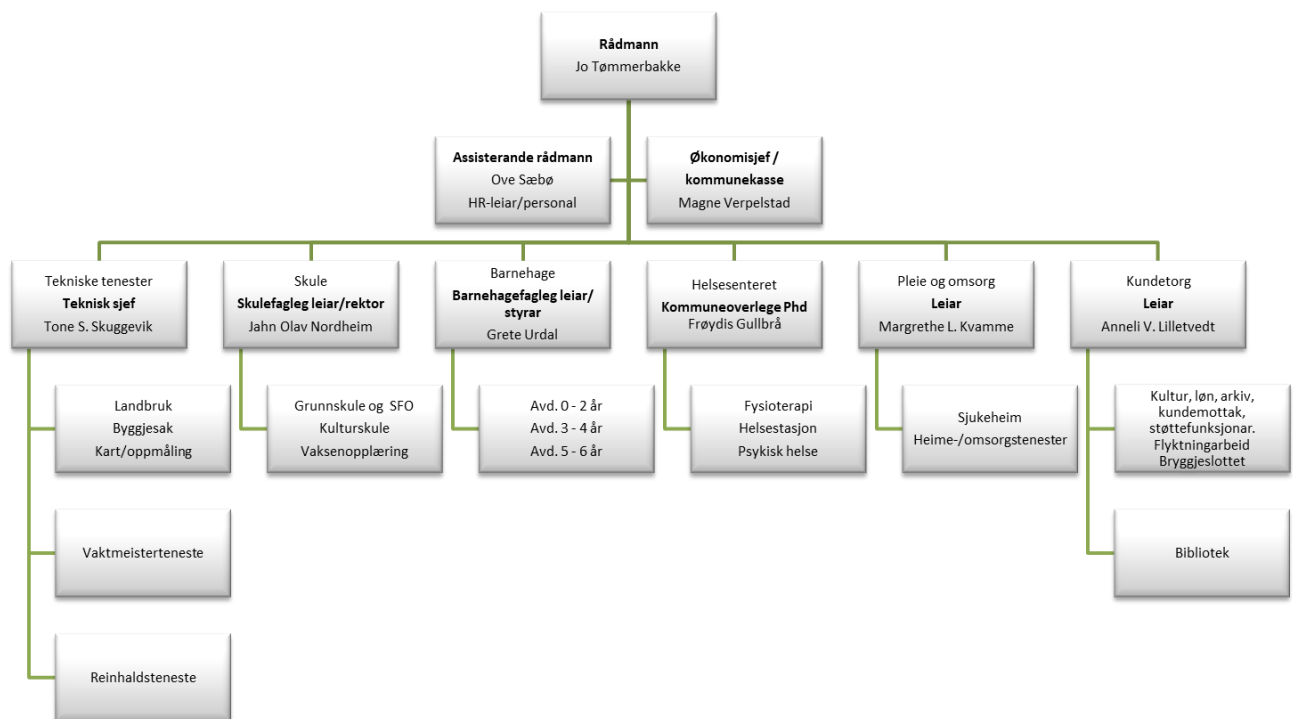 Rådmann
Jo Tømmerbakke
Assisterande rådmann
Ove Sæbø
HR-leiar/personal
Økonomisjef /
kommunekasse
Magne Verpelstad
Tekniske tenester
Teknisk sjef
Tone S. Skuggevik
Skule
Skulefagleg leiar/rektor
Jahn Olav Nordheim
Barnehage
Barnehagefagleg leiar/
styrar
Grete Urdal
Helsesenteret
Kommuneoverlege Phd
Frøydis Gullbrå
Pleie og omsorg
Leiar
Margrethe L. Kvamme
Kundetorg
Leiar
Anneli V. Lilletvedt
Landbruk
Byggjesak
Kart/oppmåling
Grunnskule og  SFO
Kulturskule
Vaksenopplæring
Avd. 0 - 2 år
Avd. 3 - 4 år
Avd. 5 - 6 år
Fysioterapi
Helsestasjon
Psykisk helse
Sjukeheim
Heime-/omsorgstenester
Kultur, løn, arkiv,
kundemottak,
støttefunksjonar.
Flyktningarbeid
Bryggjeslottet
Vaktmeisterteneste
Bibliotek
Reinhaldsteneste